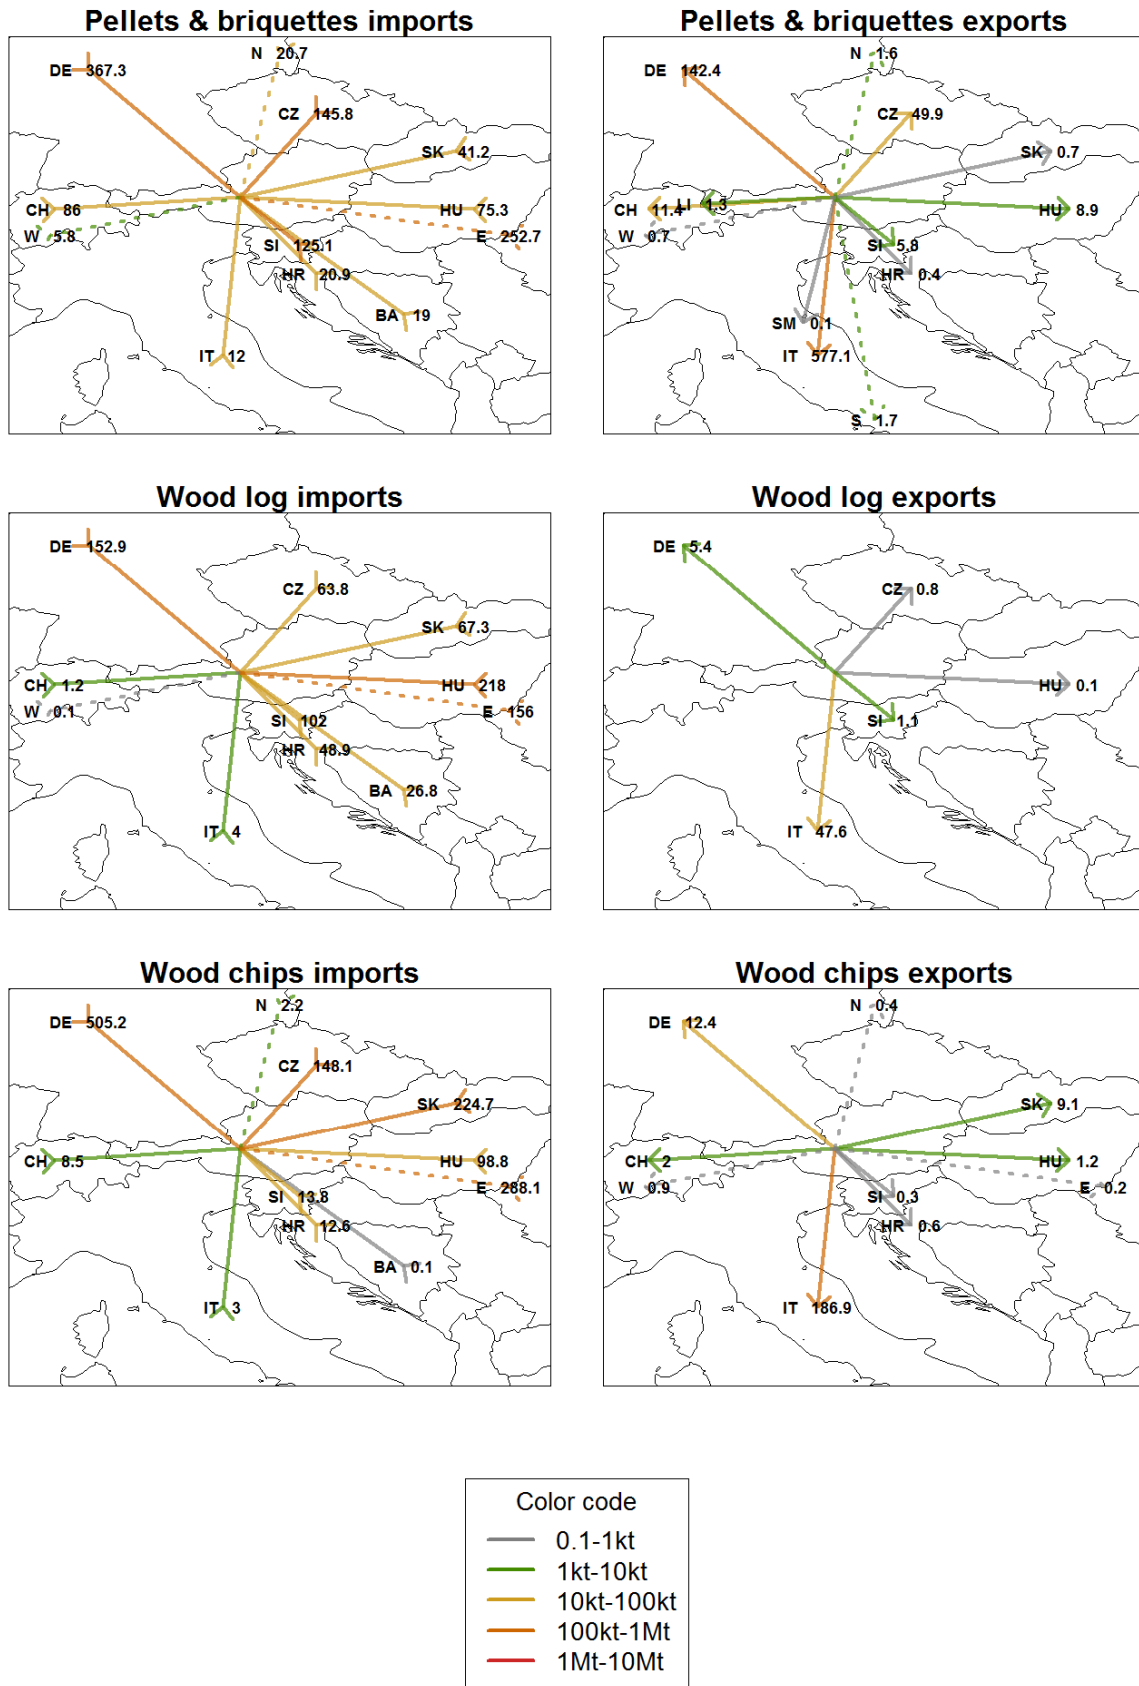 Pellets & briquettes imports
N 20.7
DE 367.3
CZ 145.8
SK 41.2
CH 86
HU 75.3
W 5.8
E 252.7
SI 125.1
HR 20.9
BA 19
IT 12
Pellets & briquettes exports
N 1.6
DE 142.4
CZ 49.9
SK 0.7
LI 1.3
CH 11.4
HU 8.9
W 0.7
SI 5.8
HR 0.4
SM 0.1
IT 577.1
S 1.7
Wood log imports
DE 152.9
CZ 63.8
SK 67.3
CH 1.2
HU 218
W 0.1
E 156
SI 102
HR 48.9
BA 26.8
IT 4
Wood log exports
DE 5.4
CZ 0.8
HU 0.1
SI 1.1
IT 47.6
Wood chips imports
N 2.2
DE 505.2
CZ 148.1
SK 224.7
CH 8.5
HU 98.8
E 288.1
SI 13.8
HR 12.6
BA 0.1
IT 3
Wood chips exports
N 0.4
DE 12.4
SK 9.1
CH 2
HU 1.2
W 0.9
E 0.2
SI 0.3
HR 0.6
IT 186.9
Color code
0.1-1kt
1kt-10kt
10kt-100kt
100kt-1Mt
1Mt-10Mt